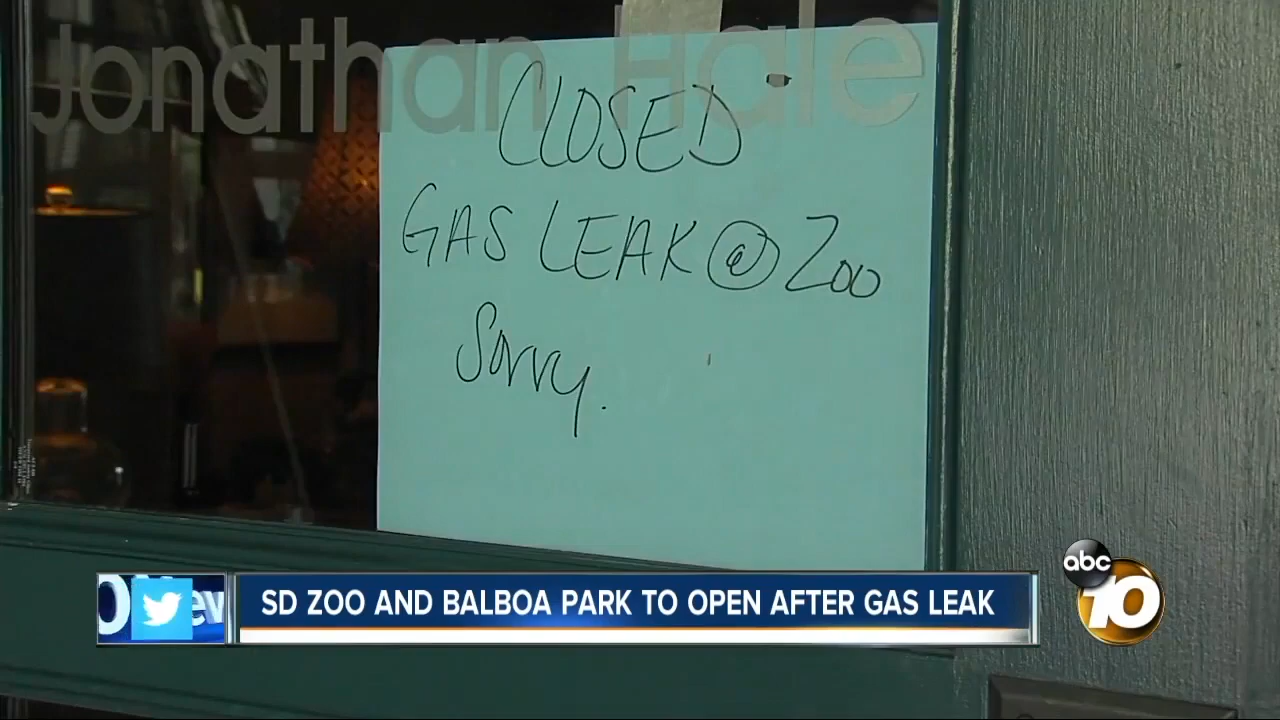 Jonathan Hale
CLOSED
GAS LEAK @ Zoo
Sorry.
SD ZOO AND BALBOA PARK TO OPEN AFTER GAS LEAK
abc
10